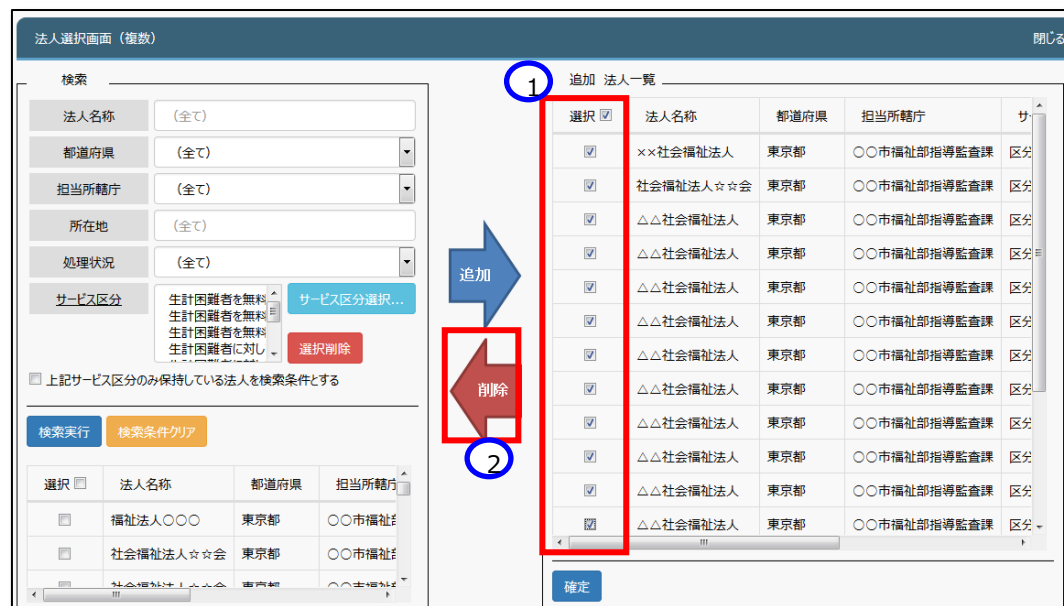 法人選択画面（複数）
閉じる
検索
法人名称 （全て）
都道府県 （全て）
担当所轄庁 （全て）
所在地 （全て）
処理状況 （全て）
サービス区分
生計困難者を無料
生計困難者を無料
生計困難者を無料
生計困難者に対し
サービス区分選択...
選択削除
上記サービス区分のみ保持している法人を検索条件とする
検索実行 検索条件クリア
選択 法人名称 都道府県 担当所轄庁
福祉法人〇〇〇 東京都 〇〇市福祉部
社会福祉法人☆☆会 東京都 〇〇市福祉部
追加
削除
2
1
追加 法人一覧
選択 法人名称 都道府県 担当所轄庁 サ
××社会福祉法人 東京都 〇〇市福祉部指導監査課 区分
社会福祉法人☆☆会 東京都 〇〇市福祉部指導監査課 区分
△△社会福祉法人 東京都 〇〇市福祉部指導監査課 区分
△△社会福祉法人 東京都 〇〇市福祉部指導監査課 区分
△△社会福祉法人 東京都 〇〇市福祉部指導監査課 区分
△△社会福祉法人 東京都 〇〇市福祉部指導監査課 区分
△△社会福祉法人 東京都 〇〇市福祉部指導監査課 区分
△△社会福祉法人 東京都 〇〇市福祉部指導監査課 区分
△△社会福祉法人 東京都 〇〇市福祉部指導監査課 区分
△△社会福祉法人 東京都 〇〇市福祉部指導監査課 区分
△△社会福祉法人 東京都 〇〇市福祉部指導監査課 区分
△△社会福祉法人 東京都 〇〇市福祉部指導監査課 区分
確定